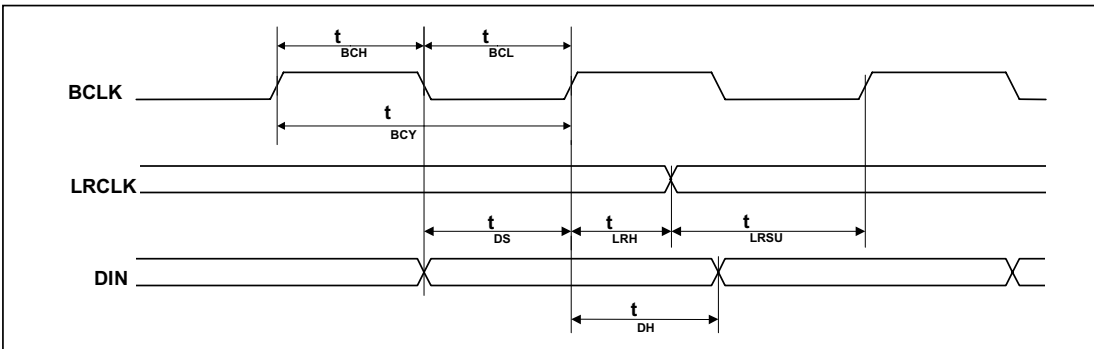 t BCH t BCL
BCLK
t BCY
LRCLK
t DS t LRH t LRSU
DIN
t DH